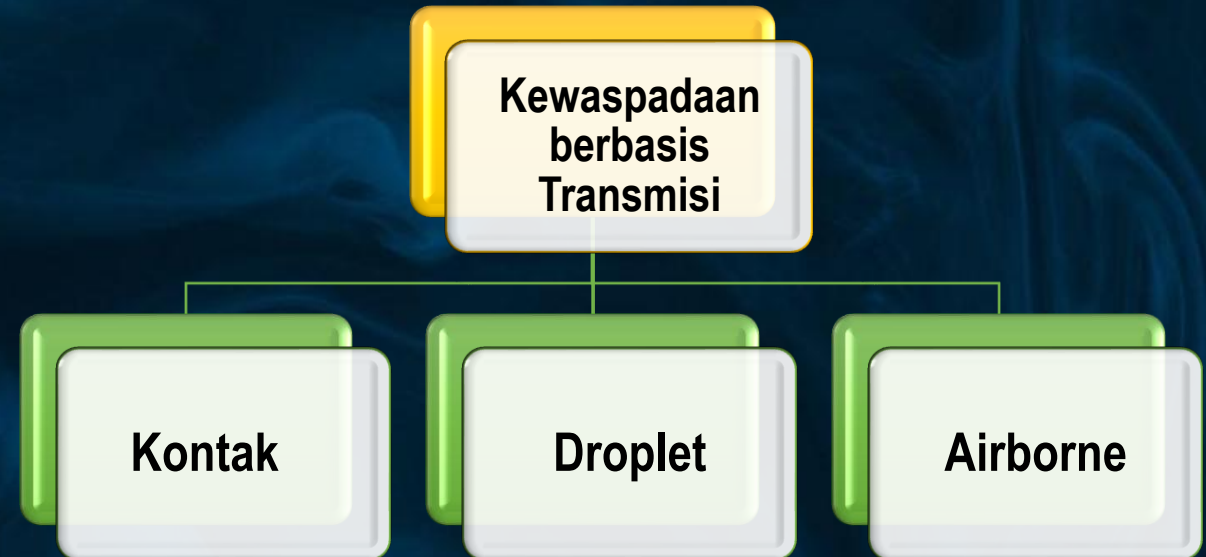 Kewaspadaan
berbasis
Transmisi
Kontak
Droplet
Airborne